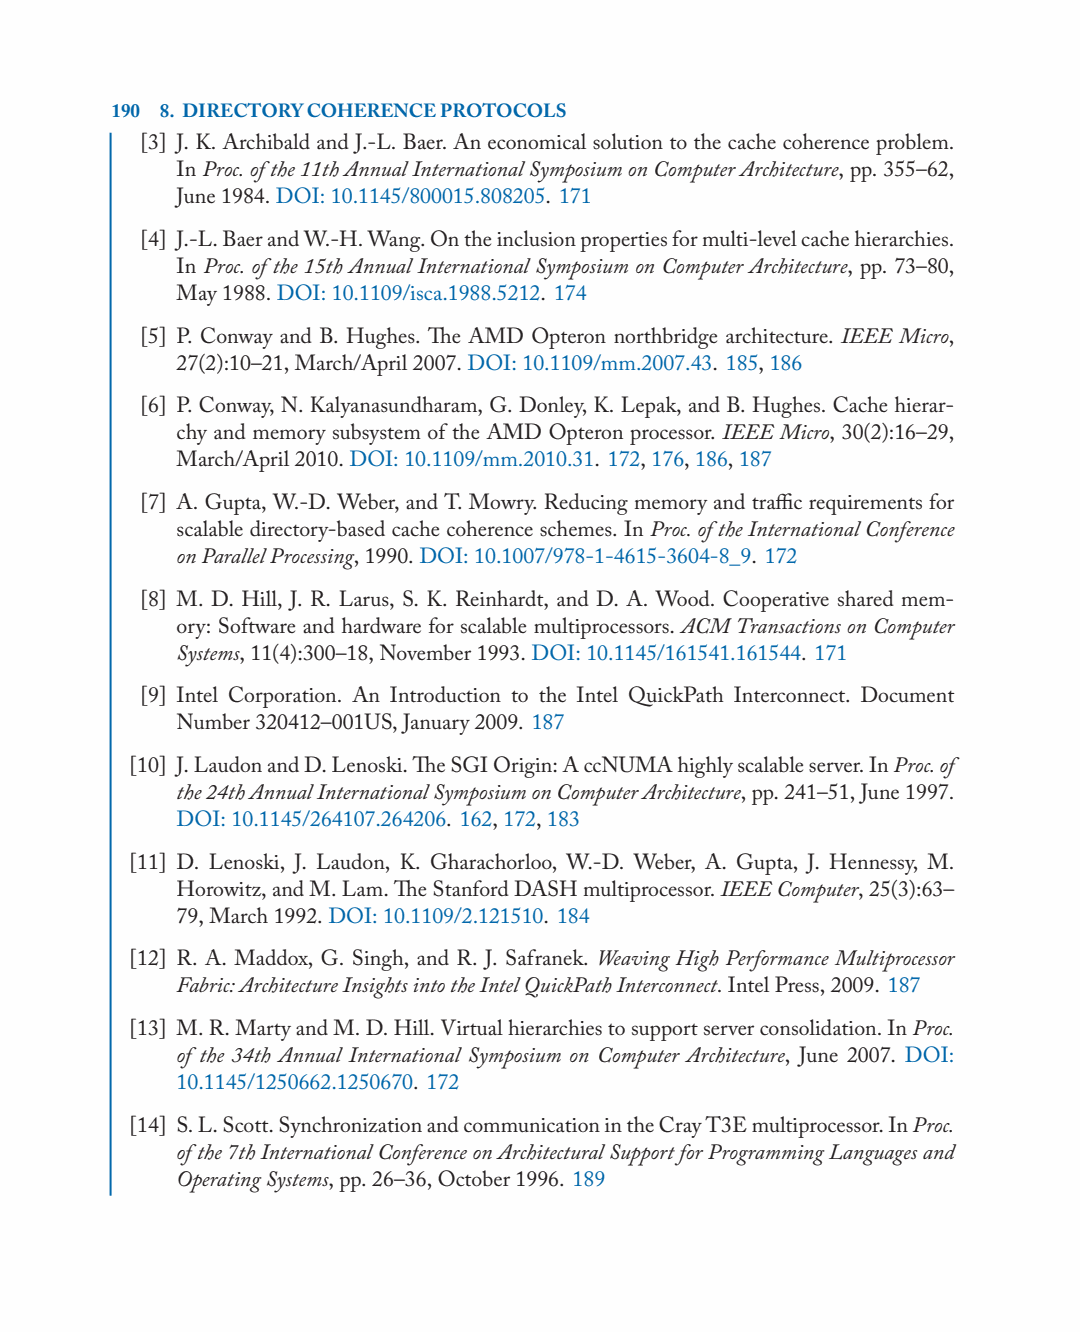 190 8. DIRECTORY COHERENCE PROTOCOLS
[3] J. K. Archibald and J.-L. Baer. An economical solution to the cache coherence problem.
In Proc. of the 11th Annual International Symposium on Computer Architecture, pp. 355–62,
June 1984. DOI: 10.1145/800015.808205. 171
[4] J.-L. Baer and W.-H. Wang. On the inclusion properties for multi-level cache hierarchies.
In Proc. of the 15th Annual International Symposium on Computer Architecture, pp. 73–80,
May 1988. DOI: 10.1109/isca.1988.5212. 174
[5] P. Conway and B. Hughes. The AMD Opteron northbridge architecture. IEEE Micro,
27(2):10–21, March/April 2007. DOI: 10.1109/mm.2007.43. 185, 186
[6] P. Conway, N. Kalyanasundharam, G. Donley, K. Lepak, and B. Hughes. Cache hierar-
chy and memory subsystem of the AMD Opteron processor. IEEE Micro, 30(2):16–29,
March/April 2010. DOI: 10.1109/mm.2010.31. 172, 176, 186, 187
[7] A. Gupta, W.-D. Weber, and T. Mowry. Reducing memory and traffic requirements for
scalable directory-based cache coherence schemes. In Proc. of the International Conference
on Parallel Processing, 1990. DOI: 10.1007/978-1-4615-3604-8_9. 172
[8] M. D. Hill, J. R. Larus, S. K. Reinhardt, and D. A. Wood. Cooperative shared mem-
ory: Software and hardware for scalable multiprocessors. ACM Transactions on Computer
Systems, 11(4):300–18, November 1993. DOI: 10.1145/161541.161544. 171
[9] Intel Corporation. An Introduction to the Intel QuickPath Interconnect. Document
Number 320412–001US, January 2009. 187
[10] J. Laudon and D. Lenoski. The SGI Origin: A ccNUMA highly scalable server. In Proc. of
the 24th Annual International Symposium on Computer Architecture, pp. 241–51, June 1997.
DOI: 10.1145/264107.264206. 162, 172, 183
[11] D. Lenoski, J. Laudon, K. Gharachorloo, W.-D. Weber, A. Gupta, J. Hennessy, M.
Horowitz, and M. Lam. The Stanford DASH multiprocessor. IEEE Computer, 25(3):63–
79, March 1992. DOI: 10.1109/2.121510. 184
[12] R. A. Maddox, G. Singh, and R. J. Safranek. Weaving High Performance Multiprocessor
Fabric: Architecture Insights into the Intel QuickPath Interconnect. Intel Press, 2009. 187
[13] M. R. Marty and M. D. Hill. Virtual hierarchies to support server consolidation. In Proc.
of the 34th Annual International Symposium on Computer Architecture, June 2007. DOI:
10.1145/1250662.1250670. 172
[14] S. L. Scott. Synchronization and communication in the Cray T3E multiprocessor. In Proc.
of the 7th International Conference on Architectural Support for Programming Languages and
Operating Systems, pp. 26–36, October 1996. 189